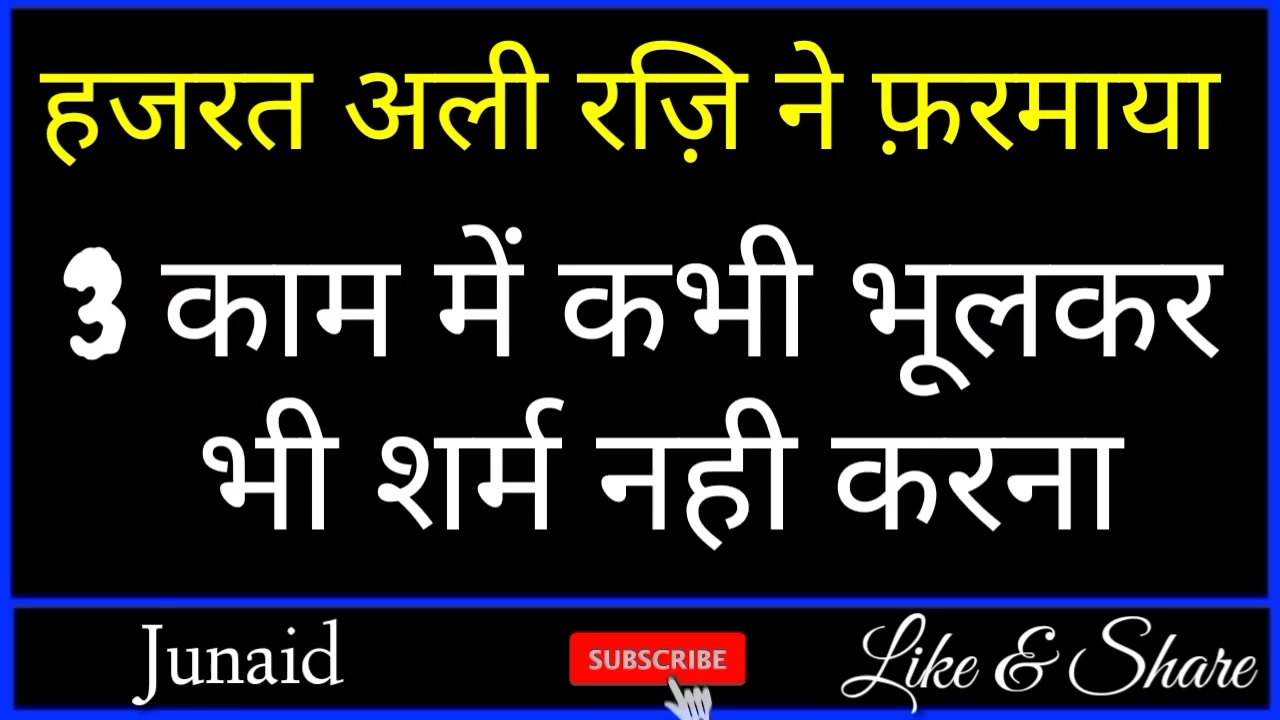 हजरत अली रज़ि ने फ़रमाया
3 काम में कभी भूलकर
भी शर्म नही करना
Junaid
SUBSCRIBE
Like & Share